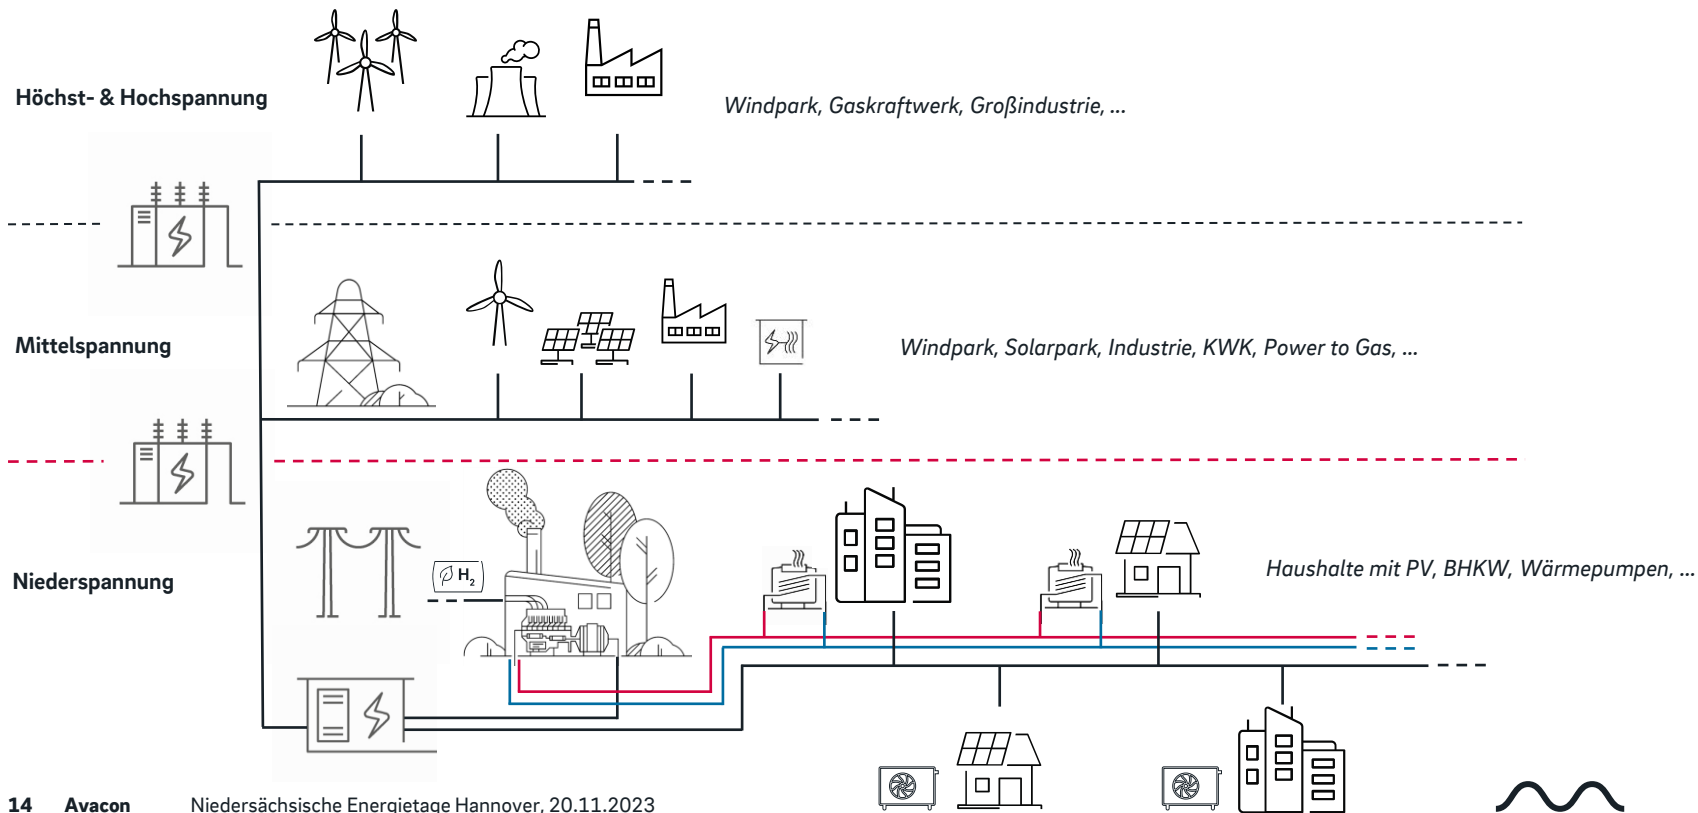 Höchst- & Hochspannung
Windpark, Gaskraftwerk, Großindustrie, ...
Mittelspannung
Windpark, Solarpark, Industrie, KWK, Power to Gas, ...
Niederspannung
H2
Haushalte mit PV, BHKW, Wärmepumpen, ...
14 Avacon Niedersächsische Energietage Hannover, 20.11.2023